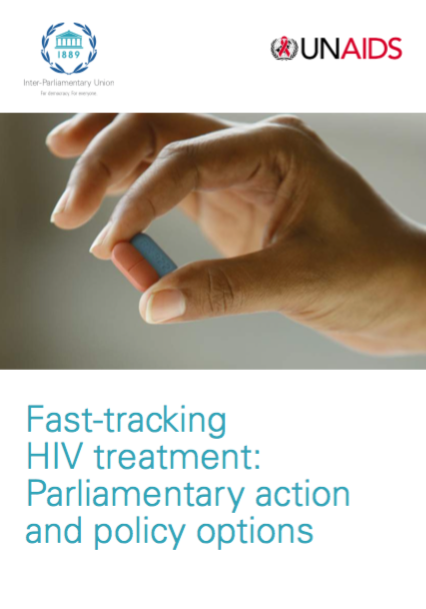 1889
Inter-Parliamentary Union
For democracy. For everyone.
UNAIDS
Fast-tracking
HIV treatment:
Parliamentary action
and policy options